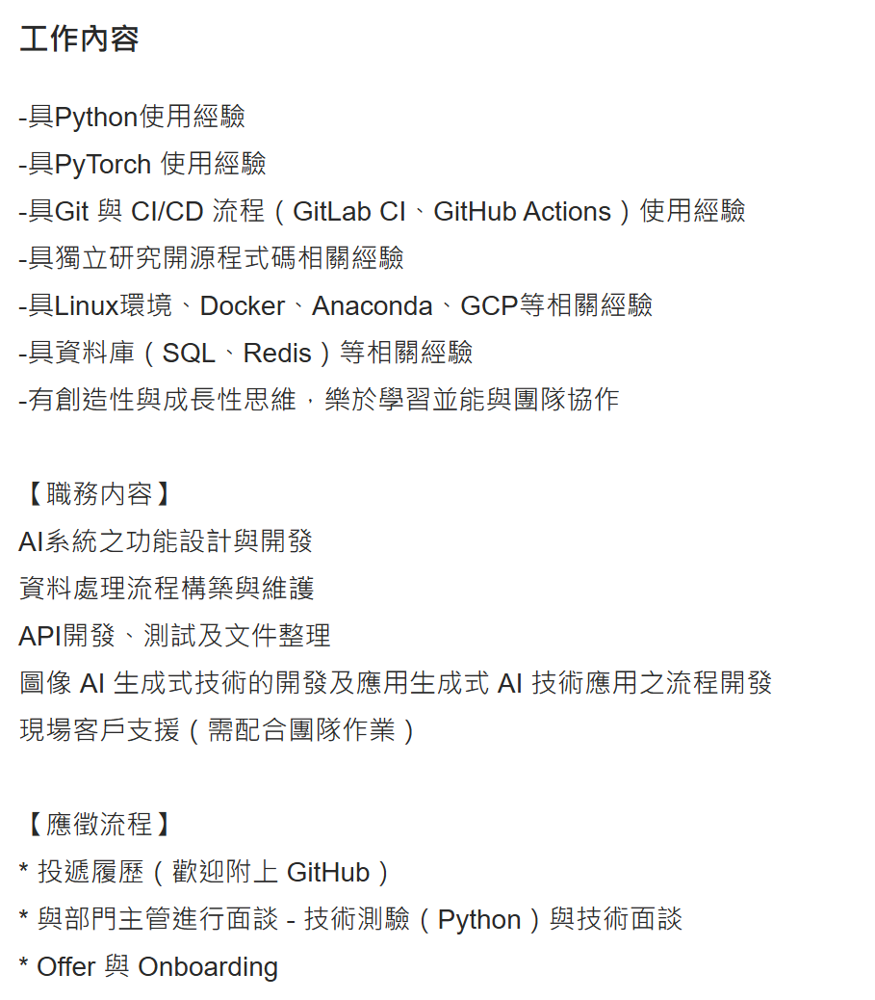 工作內容
-具Python使用經驗
-具PyTorch 使用經驗
-具Git 與 CI/CD 流程（GitLab CI、GitHub Actions）使用經驗
-具獨立研究開源程式碼相關經驗
-具Linux環境、Docker、Anaconda、GCP等相關經驗
-具資料庫（SQL、Redis）等相關經驗
-有創造性與成長性思維，樂於學習並能與團隊協作
【職務内容】
AI系統之功能設計與開發
資料處理流程構築與維護
API開發、測試及文件整理
圖像 AI 生成式技術的開發及應用生成式 AI 技術應用之流程開發
現場客戶支援（需配合團隊作業）
【應徵流程】
* 投遞履歷（歡迎附上 GitHub）
* 與部門主管進行面談 - 技術測驗（Python）與技術面談
* Offer 與 Onboarding